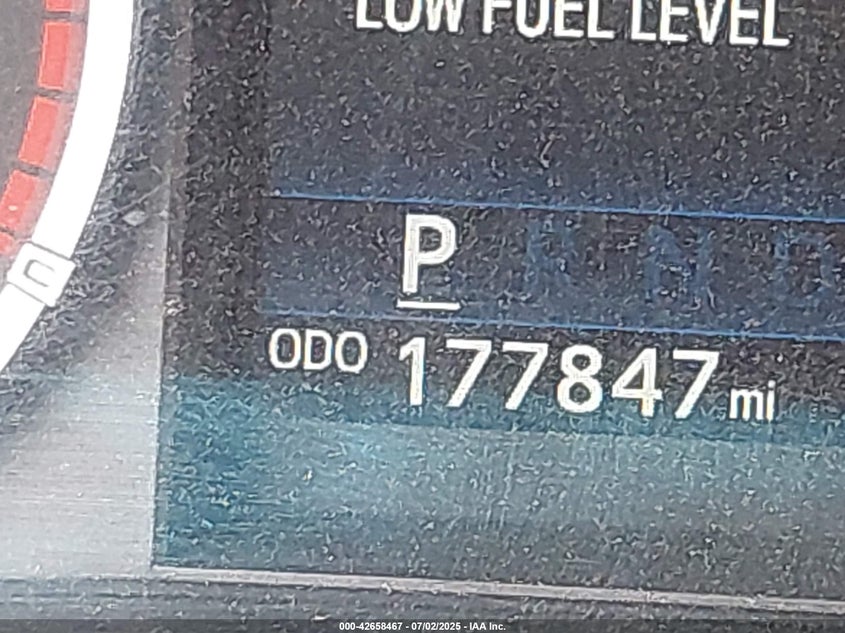 LOW FUEL LEVEL
P R N D
ODO 177847 mi
000-42658467 - 07/02/2025 - IAA Inc.